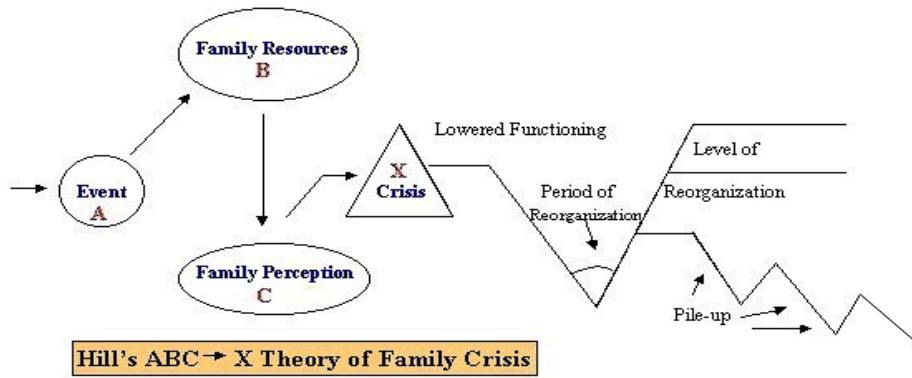 Family Resources
B
Event
A
Family Perception
C
X
Crisis
Lowered Functioning
Period of
Reorganization
Level of
Reorganization
Pile-up
Hill's ABC → X Theory of Family Crisis